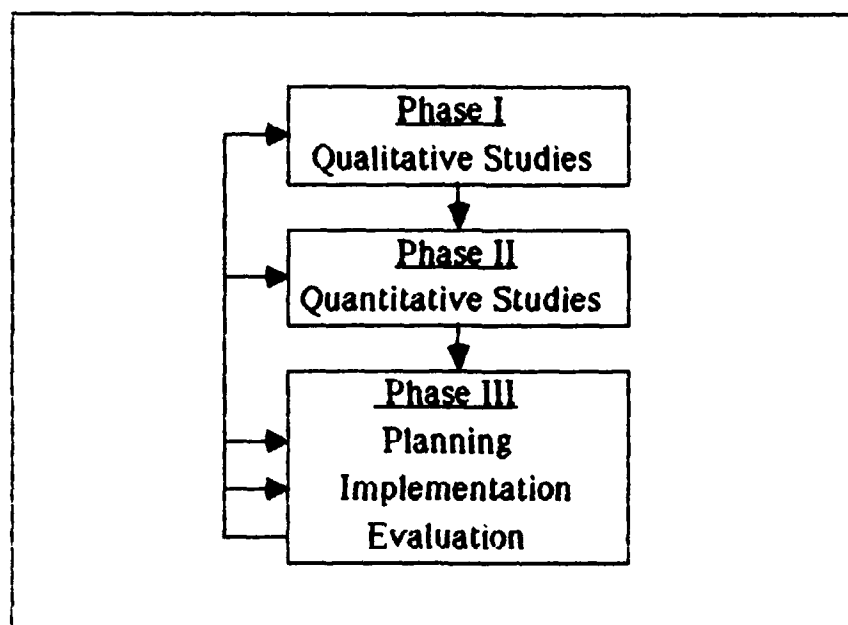 Phase I
Qualitative Studies
Phase II
Quantitative Studies
Phase III
Planning
Implementation
Evaluation